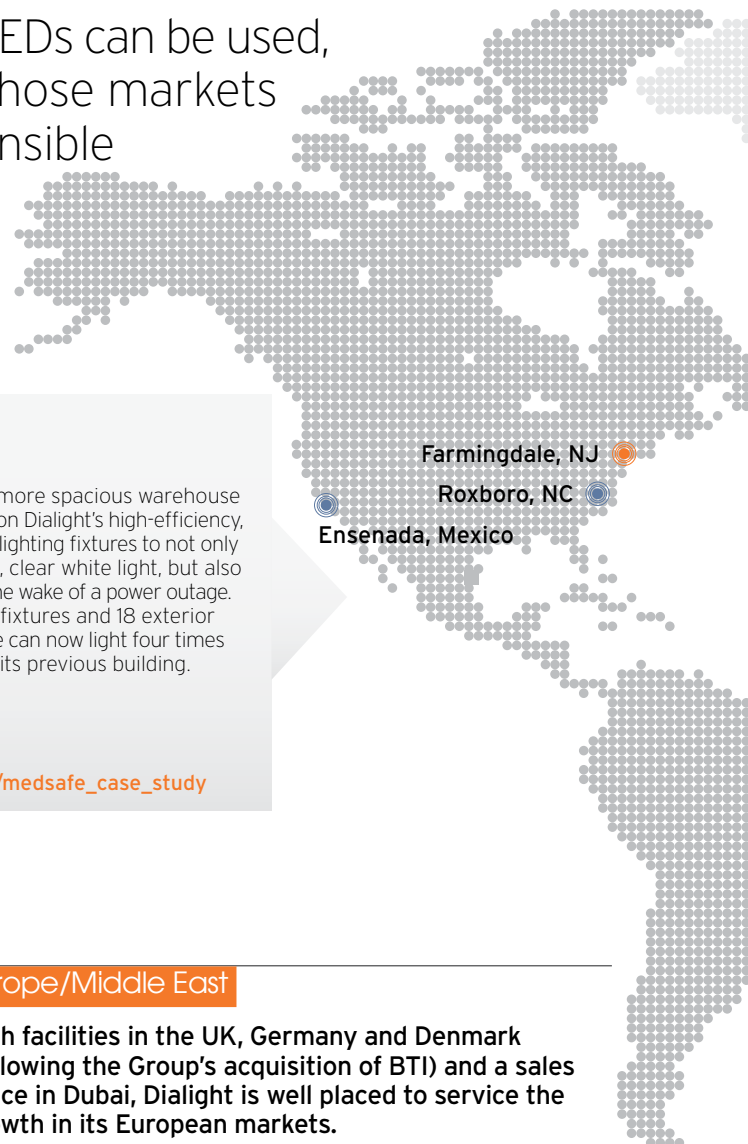 EDs can be used,
hose markets
nsible
more spacious warehouse
on Dialight's high-efficiency,
lighting fixtures to not only
, clear white light, but also
he wake of a power outage.
fixtures and 18 exterior
e can now light four times
its previous building.
/medsafe_case_study
Farmingdale, NJ
Roxboro, NC
Ensenada, Mexico
rope/Middle East
h facilities in the UK, Germany and Denmark
lowing the Group's acquisition of BTI) and a sales
ice in Dubai, Dialight is well placed to service the
wth in its European markets.